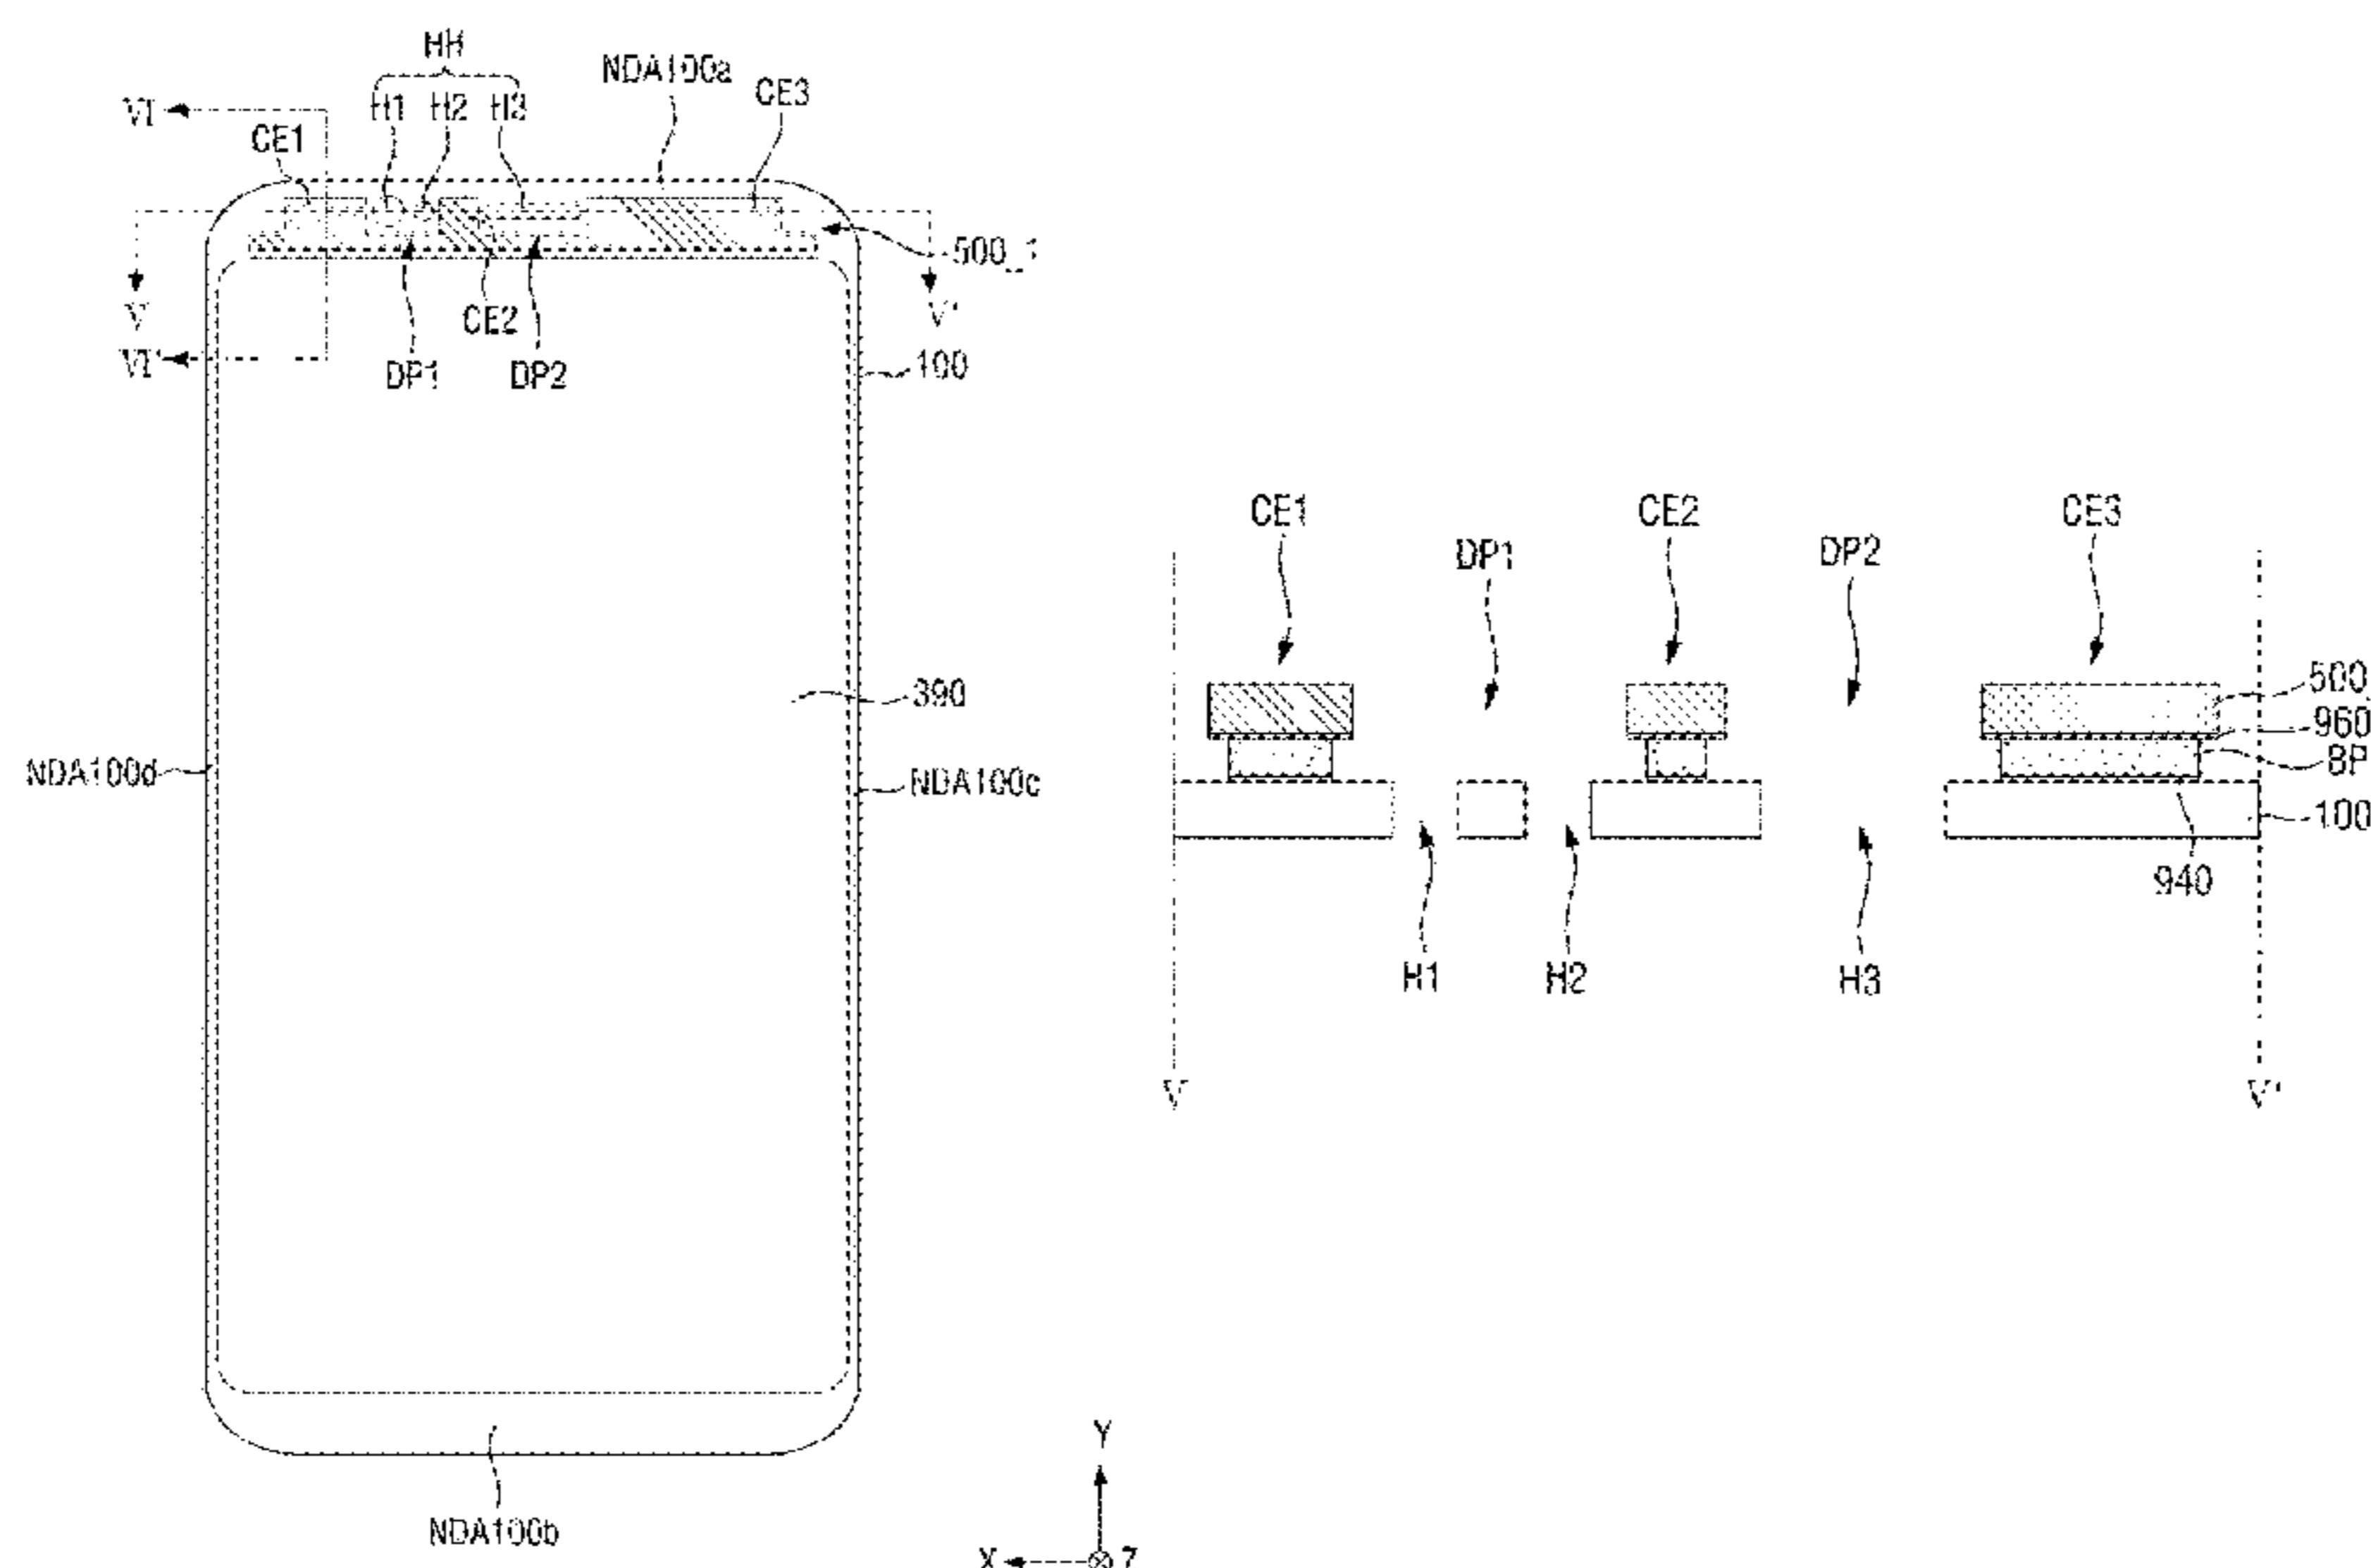 HH
NDA100a
CE3
VI
H1 H2 H3
CE1
500_1
V
V'
CE2
VI'
DP1
DP2
100
390
NDA100d
NDA100c
NDA100b
Y
X
Z
CE1
CE2
CE3
DP1
DP2
500
960
BP
100
940
H1
H2
H3
V
V'